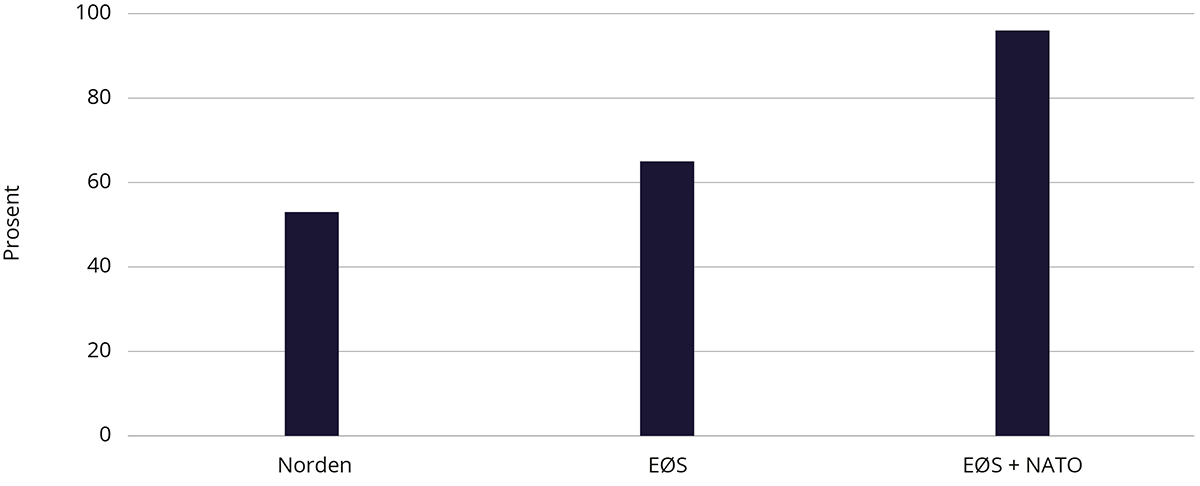 100
80
60
40
20
0
Prosent
Norden
EØS
EØS + NATO